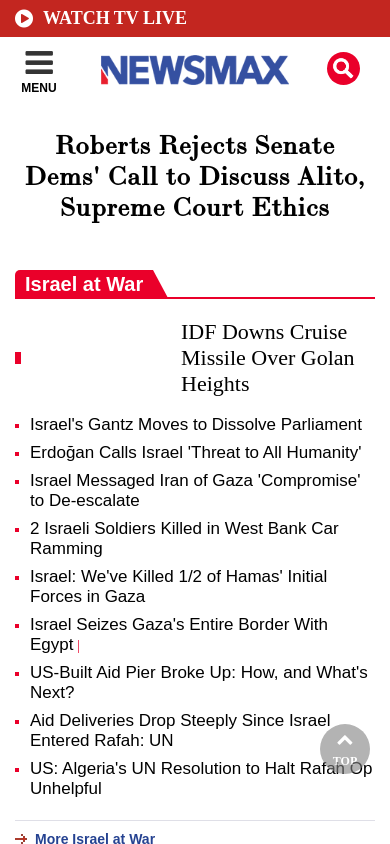 WATCH TV LIVE
MENU
NEWSMAX
Roberts Rejects Senate
Dems' Call to Discuss Alito,
Supreme Court Ethics
Israel at War
IDF Downs Cruise
Missile Over Golan
Heights
Israel's Gantz Moves to Dissolve Parliament
Erdoğan Calls Israel 'Threat to All Humanity'
Israel Messaged Iran of Gaza 'Compromise'
to De-escalate
2 Israeli Soldiers Killed in West Bank Car
Ramming
Israel: We've Killed 1/2 of Hamas' Initial
Forces in Gaza
Israel Seizes Gaza's Entire Border With
Egypt |
US-Built Aid Pier Broke Up: How, and What's
Next?
Aid Deliveries Drop Steeply Since Israel
Entered Rafah: UN
US: Algeria's UN Resolution to Halt Rafah Op
Unhelpful
TOP
More Israel at War